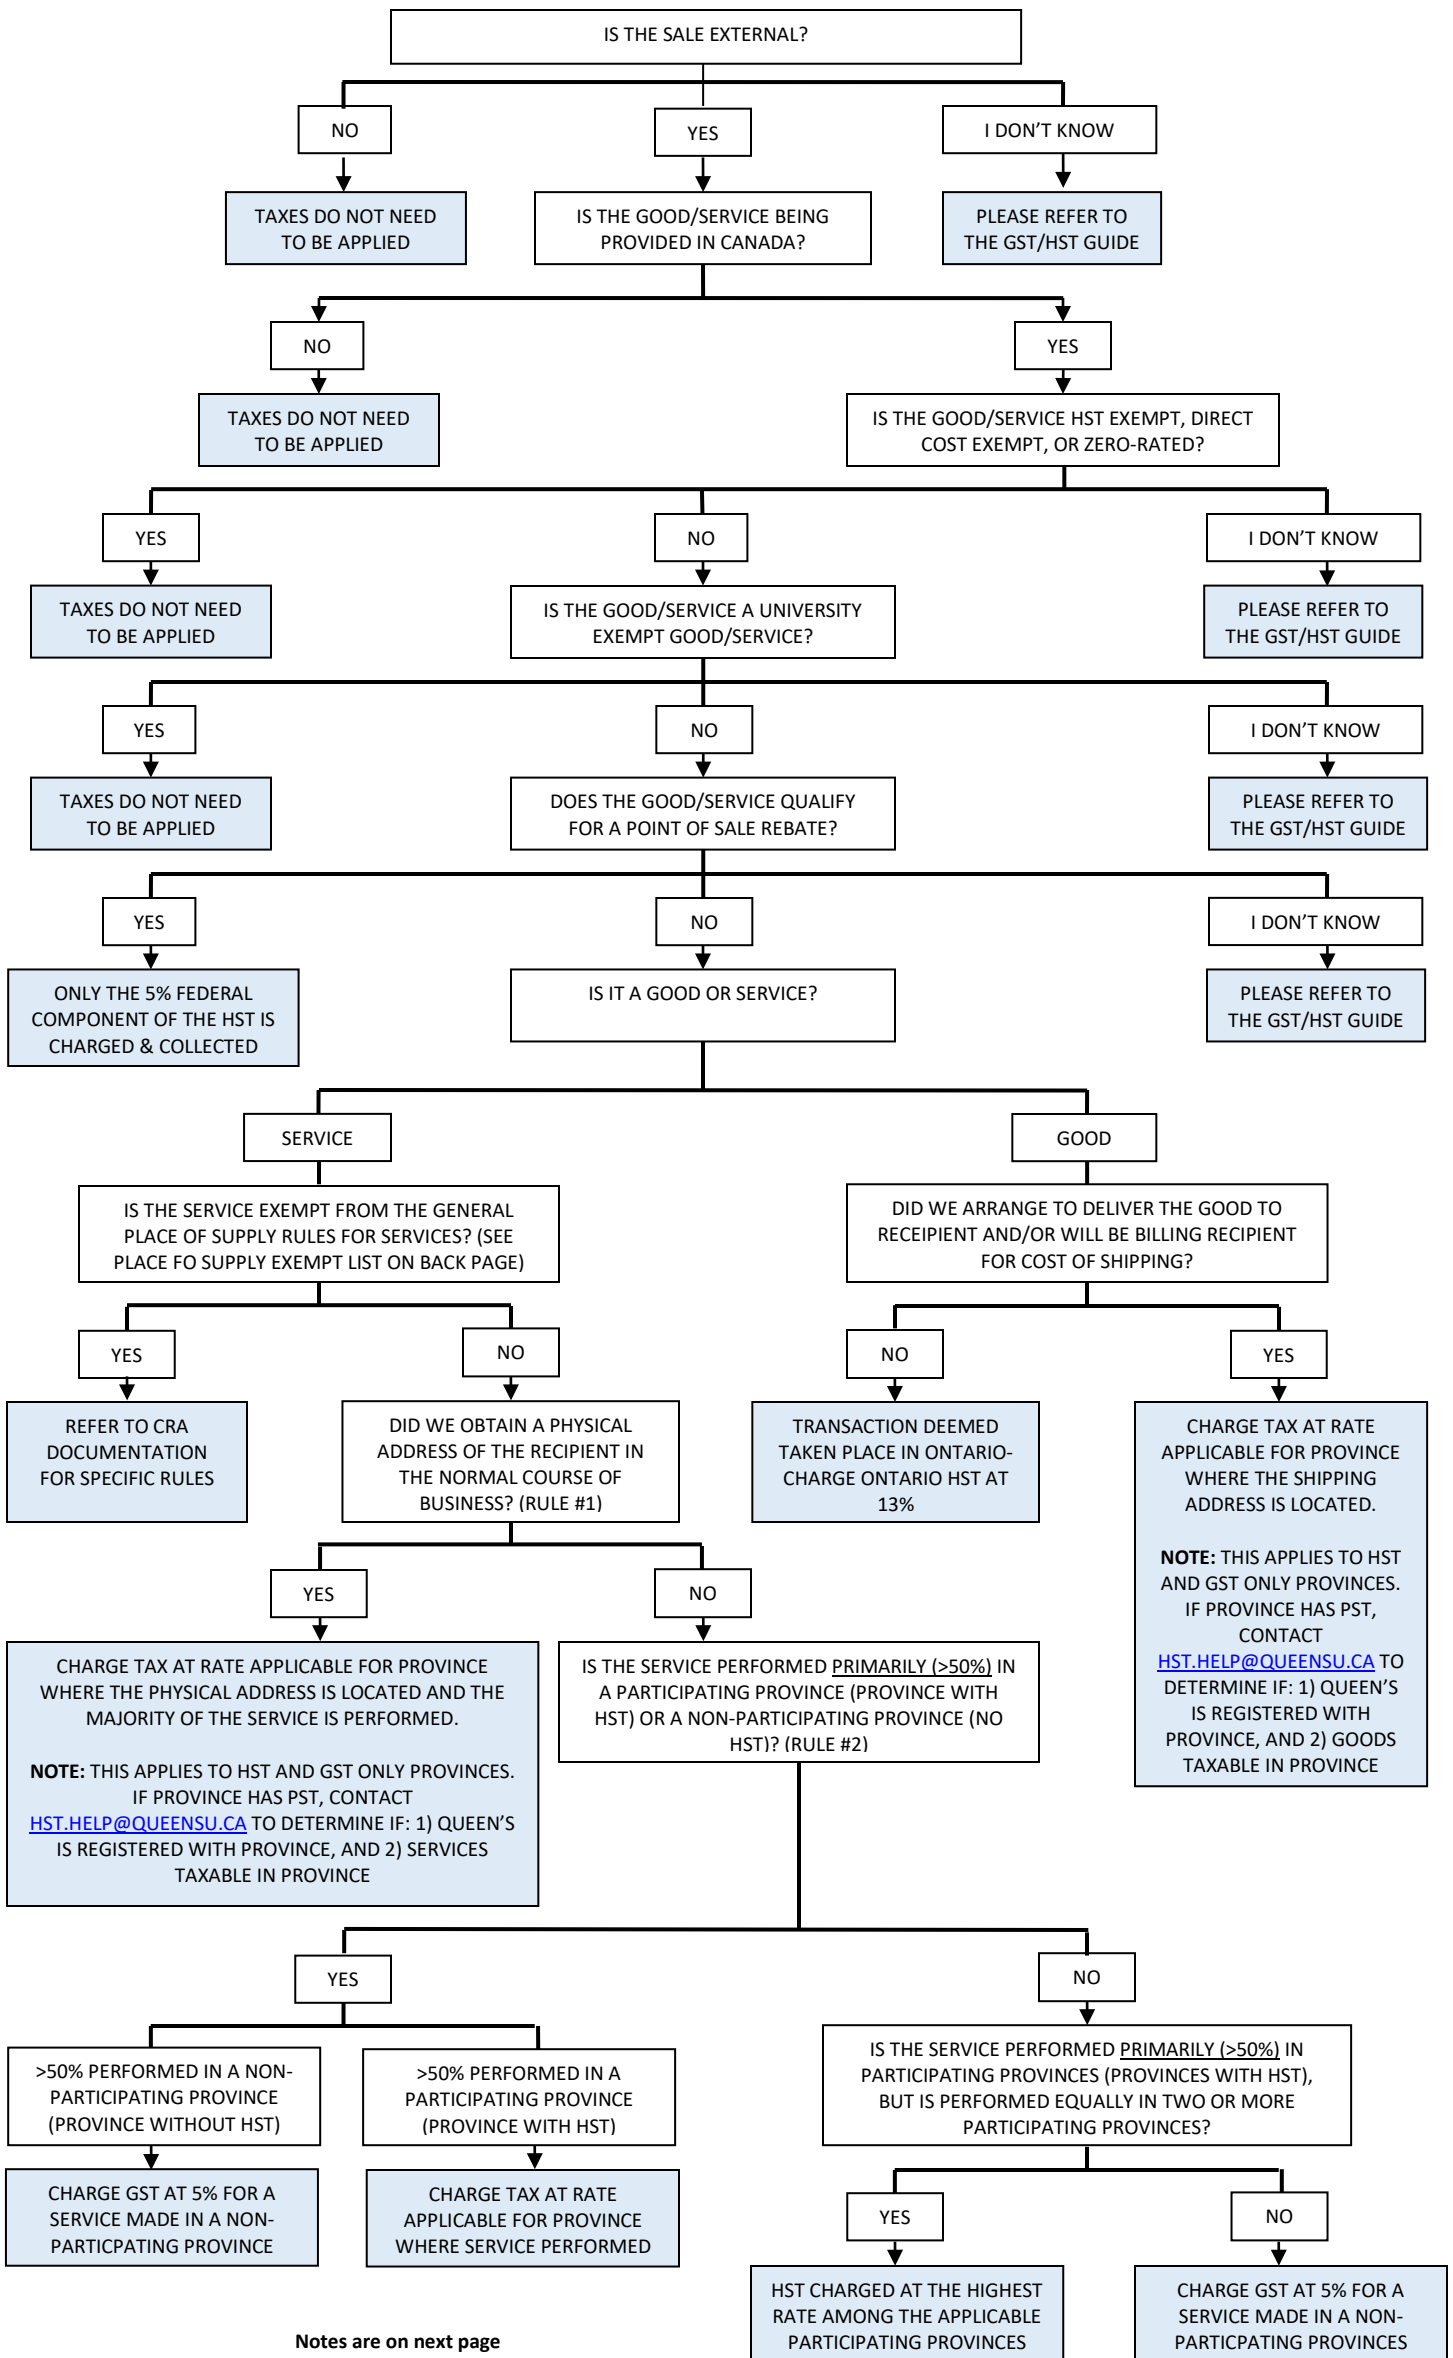 IS THE SALE EXTERNAL?
NO
YES
I DON'T KNOW
TAXES DO NOT NEED
TO BE APPLIED
IS THE GOOD/SERVICE BEING
PROVIDED IN CANADA?
PLEASE REFER TO
THE GST/HST GUIDE
NO
YES
TAXES DO NOT NEED
TO BE APPLIED
IS THE GOOD/SERVICE HST EXEMPT, DIRECT
COST EXEMPT, OR ZERO-RATED?
YES
NO
I DON'T KNOW
TAXES DO NOT NEED
TO BE APPLIED
IS THE GOOD/SERVICE A UNIVERSITY
EXEMPT GOOD/SERVICE?
PLEASE REFER TO
THE GST/HST GUIDE
YES
NO
I DON'T KNOW
TAXES DO NOT NEED
TO BE APPLIED
DOES THE GOOD/SERVICE QUALIFY
FOR A POINT OF SALE REBATE?
PLEASE REFER TO
THE GST/HST GUIDE
YES
NO
I DON'T KNOW
ONLY THE 5% FEDERAL
COMPONENT OF THE HST IS
CHARGED & COLLECTED
IS IT A GOOD OR SERVICE?
PLEASE REFER TO
THE GST/HST GUIDE
SERVICE
GOOD
IS THE SERVICE EXEMPT FROM THE GENERAL
PLACE OF SUPPLY RULES FOR SERVICES? (SEE
PLACE FO SUPPLY EXEMPT LIST ON BACK PAGE)
DID WE ARRANGE TO DELIVER THE GOOD TO
RECEIPIENT AND/OR WILL BE BILLING RECIPIENT
FOR COST OF SHIPPING?
YES
NO
NO
YES
REFER TO CRA
DOCUMENTATION
FOR SPECIFIC RULES
DID WE OBTAIN A PHYSICAL
ADDRESS OF THE RECIPIENT IN
THE NORMAL COURSE OF
BUSINESS? (RULE #1)
TRANSACTION DEEMED
TAKEN PLACE IN ONTARIO-
CHARGE ONTARIO HST AT
13%
CHARGE TAX AT RATE
APPLICABLE FOR PROVINCE
WHERE THE SHIPPING
ADDRESS IS LOCATED.
NOTE: THIS APPLIES TO HST
AND GST ONLY PROVINCES.
IF PROVINCE HAS PST,
CONTACT
HST.HELP@QUEENSU.CA TO
DETERMINE IF: 1) QUEEN'S
IS REGISTERED WITH
PROVINCE, AND 2) GOODS
TAXABLE IN PROVINCE
YES
NO
CHARGE TAX AT RATE APPLICABLE FOR PROVINCE
WHERE THE PHYSICAL ADDRESS IS LOCATED AND THE
MAJORITY OF THE SERVICE IS PERFORMED.
NOTE: THIS APPLIES TO HST AND GST ONLY PROVINCES.
IF PROVINCE HAS PST, CONTACT
HST.HELP@QUEENSU.CA TO DETERMINE IF: 1) QUEEN'S
IS REGISTERED WITH PROVINCE, AND 2) SERVICES
TAXABLE IN PROVINCE
IS THE SERVICE PERFORMED PRIMARILY (>50%) IN
A PARTICIPATING PROVINCE (PROVINCE WITH
HST) OR A NON-PARTICIPATING PROVINCE (NO
HST)? (RULE #2)
YES
NO
>50% PERFORMED IN A NON-
PARTICIPATING PROVINCE
(PROVINCE WITHOUT HST)
>50% PERFORMED IN A
PARTICIPATING PROVINCE
(PROVINCE WITH HST)
IS THE SERVICE PERFORMED PRIMARILY (>50%) IN
PARTICIPATING PROVINCES (PROVINCES WITH HST),
BUT IS PERFORMED EQUALLY IN TWO OR MORE
PARTICIPATING PROVINCES?
CHARGE GST AT 5% FOR A
SERVICE MADE IN A NON-
PARTICPATING PROVINCE
CHARGE TAX AT RATE
APPLICABLE FOR PROVINCE
WHERE SERVICE PERFORMED
YES
NO
HST CHARGED AT THE HIGHEST
RATE AMONG THE APPLICABLE
PARTICIPATING PROVINCES
CHARGE GST AT 5% FOR A
SERVICE MADE IN A NON-
PARTICPATING PROVINCES
Notes are on next page